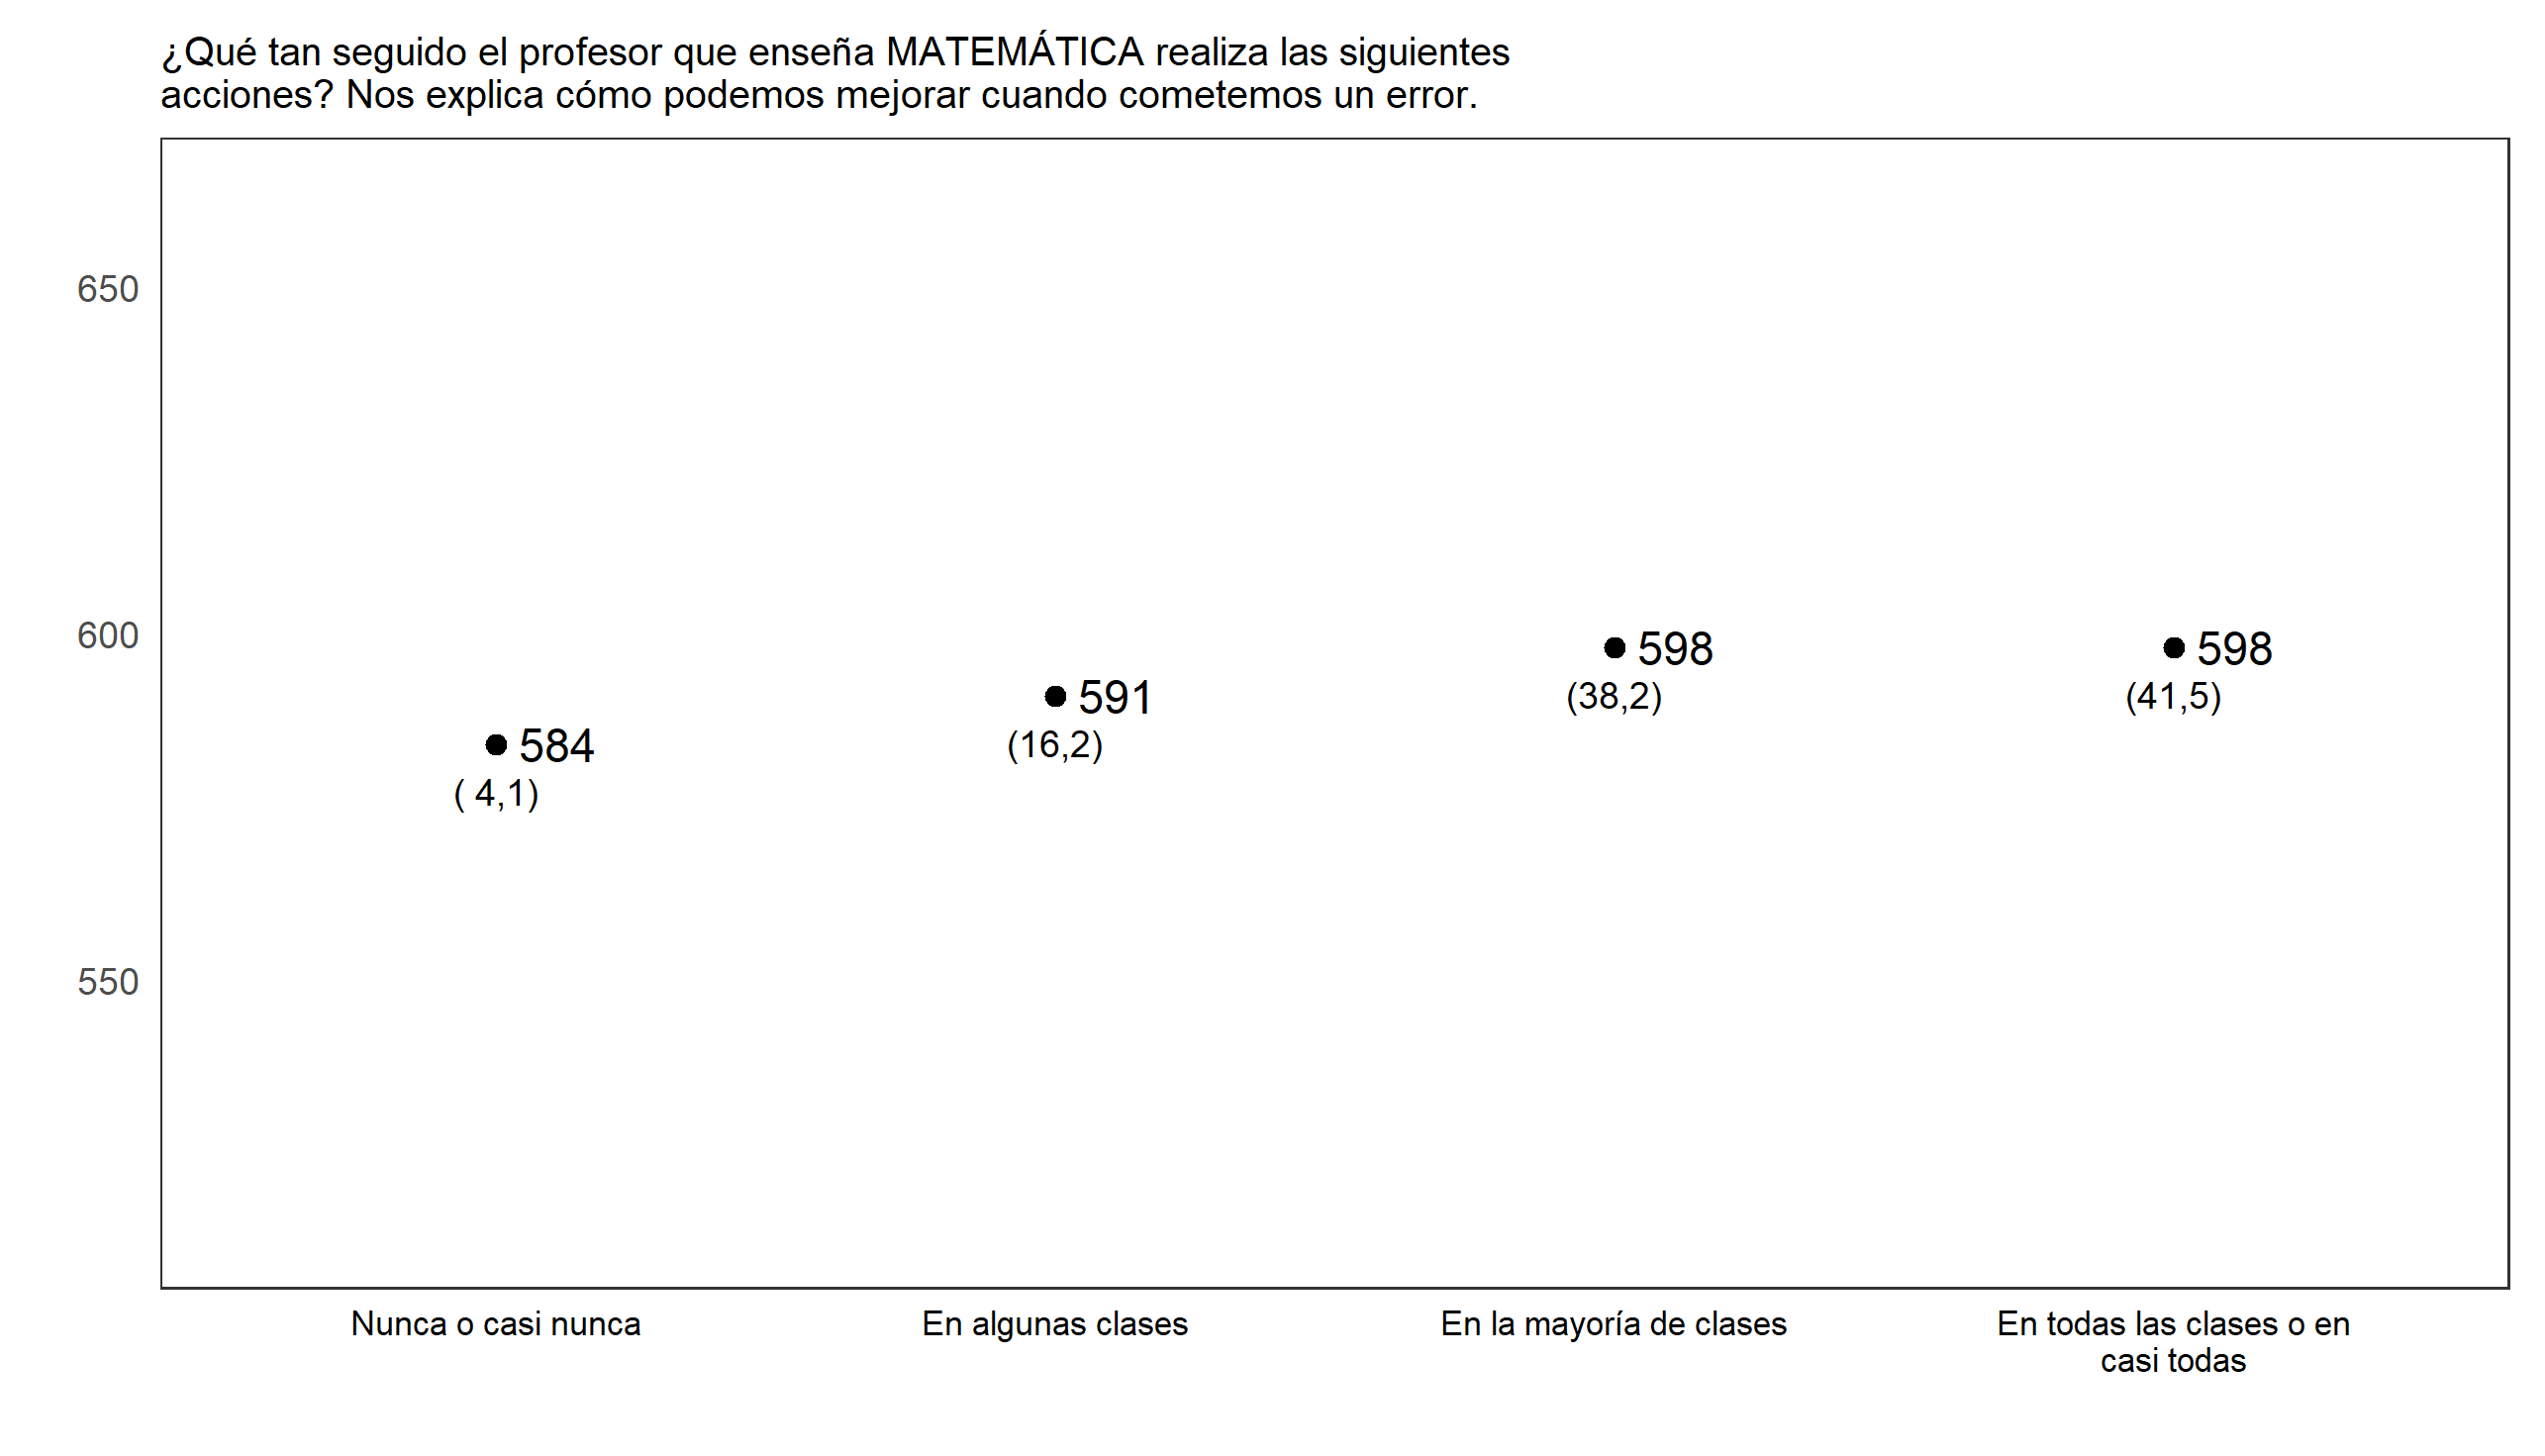 ¿Qué tan seguido el profesor que enseña MATEMÁTICA realiza las siguientes
acciones? Nos explica cómo podemos mejorar cuando cometemos un error.
650
600
550
584
( 4,1)
591
(16,2)
598
(38,2)
598
(41,5)
Nunca o casi nunca
En algunas clases
En la mayoría de clases
En todas las clases o en
casi todas